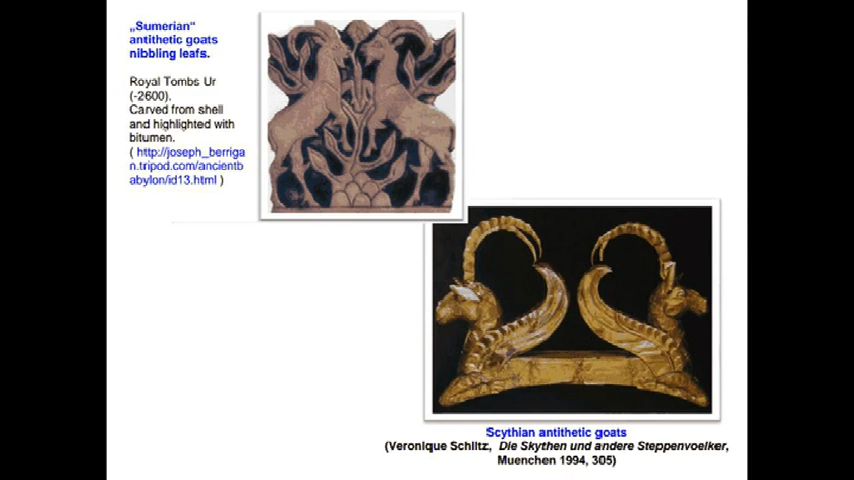 „Sumerian“
antithetic goats
nibbling leafs.
Royal Tombs Ur
(-2600).
Carved from shell
and highlighted with
bitumen.
( http://joseph_berriga
n.tripod.com/ancientb
abylon/id13.html )
Scythian antithetic goats
(Veronique Schiltz, Die Skythen und andere Steppenvoelker,
Muenchen 1994, 305)